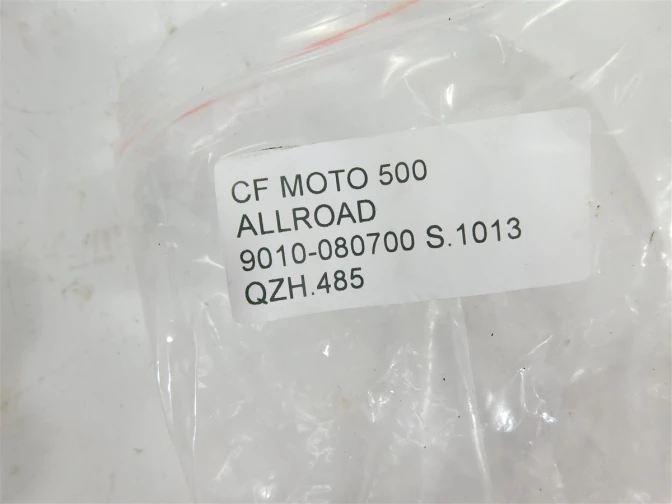 CF MOTO 500
ALLROAD
9010-080700 S.1013
QZH.485